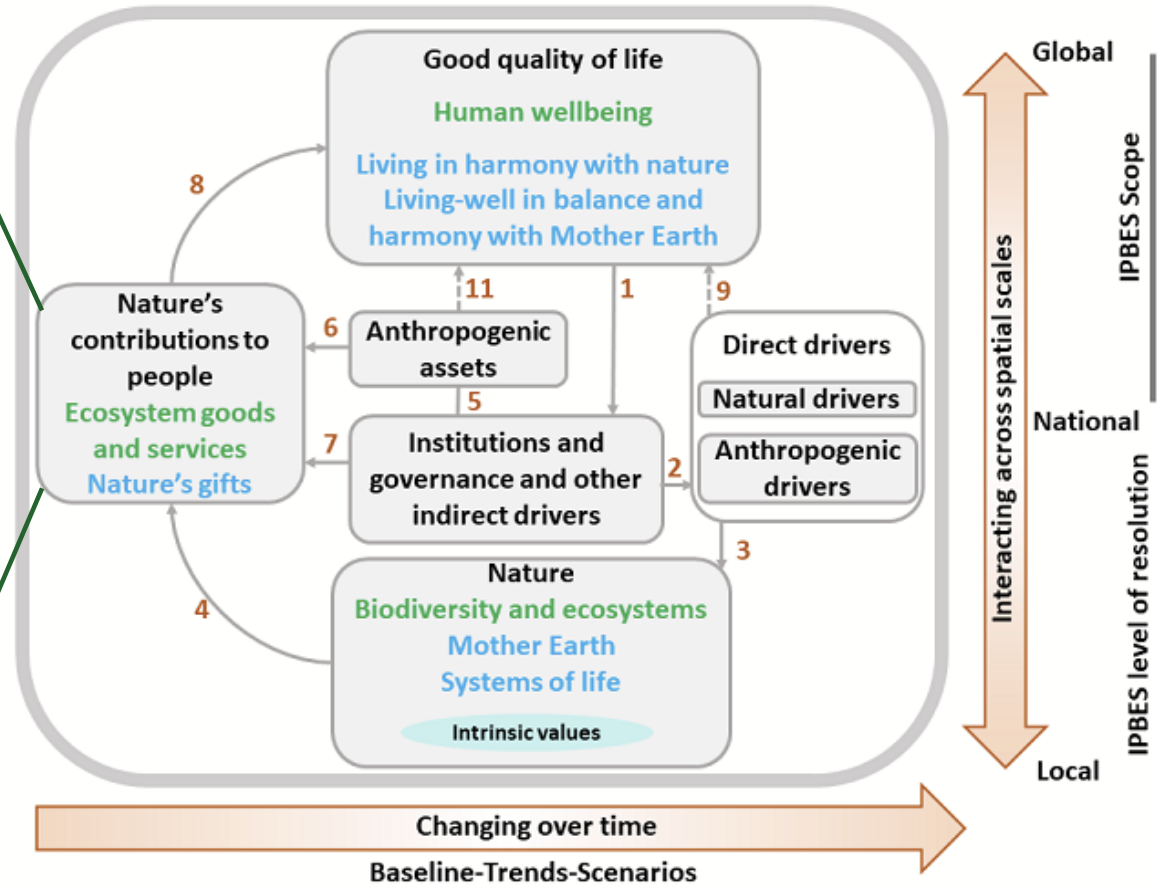 Good quality of life
Human wellbeing
Living in harmony with nature
Living-well in balance and
harmony with Mother Earth
8
11
1
9
Nature's
contributions to
people
Ecosystem goods
and services
Nature's gifts
6
Anthropogenic
assets
5
7
Institutions and
governance and other
indirect drivers
2
Direct drivers
Natural drivers
Anthropogenic
drivers
3
4
Nature
Biodiversity and ecosystems
Mother Earth
Systems of life
Intrinsic values
Changing over time
Baseline-Trends-Scenarios
Interacting across spatial scales
Global
National
Local
IPBES Scope
IPBES level of resolution